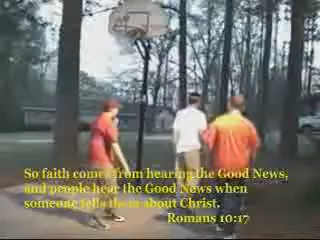 So faith comes from hearing the Good News,
and people hear the Good News when
someone tells them about Christ.
Romans 10:17